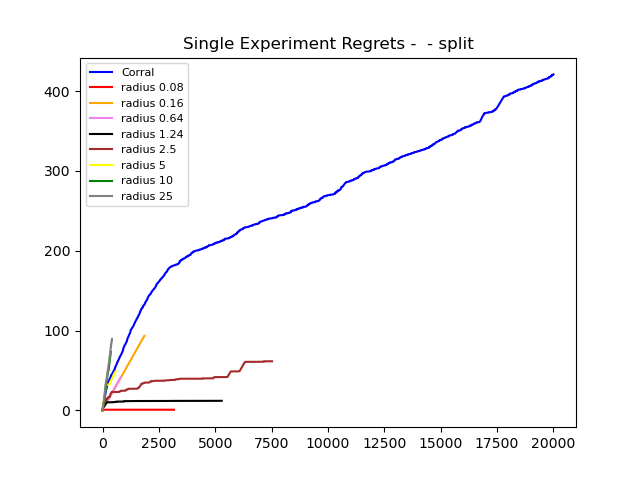 Single Experiment Regrets -  - split
Corral
radius 0.08
radius 0.16
radius 0.64
radius 1.24
radius 2.5
radius 5
radius 10
radius 25
400
300
200
100
0
0 2500 5000 7500 10000 12500 15000 17500 20000